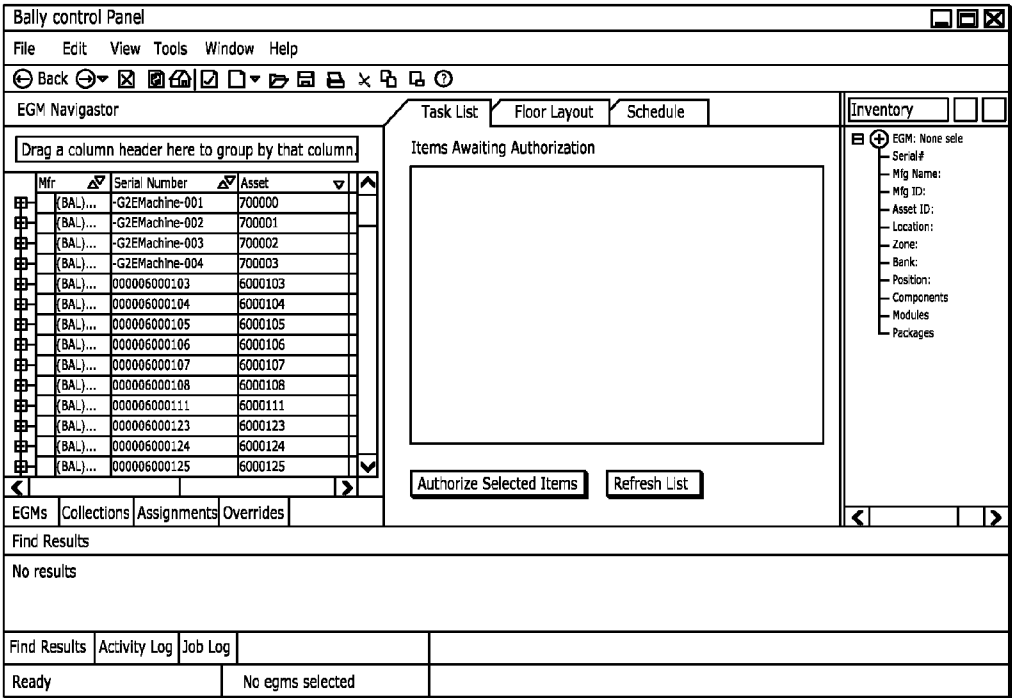 Bally control Panel
File Edit View Tools Window Help
Back
EGM Navigastor
Drag a column header here to group by that column.
Mfr Serial Number Asset
(BAL)... -G2EMachine-001 700000
(BAL)... -G2EMachine-002 700001
(BAL)... -G2EMachine-003 700002
(BAL)... -G2EMachine-004 700003
(BAL)... 000006000103 6000103
(BAL)... 000006000104 6000104
(BAL)... 000006000105 6000105
(BAL)... 000006000106 6000106
(BAL)... 000006000107 6000107
(BAL)... 000006000108 6000108
(BAL)... 000006000111 6000111
(BAL)... 000006000123 6000123
(BAL)... 000006000124 6000124
(BAL)... 000006000125 6000125
EGMs Collections Assignments Overrides
Task List Floor Layout Schedule
Items Awaiting Authorization
Authorize Selected Items Refresh List
Inventory
EGM: None sele
Serial#
Mfg Name:
Mfg ID:
Asset ID:
Location:
Zone:
Bank:
Position:
Components
Modules
Packages
Find Results
No results
Find Results Activity Log Job Log
Ready No egms selected